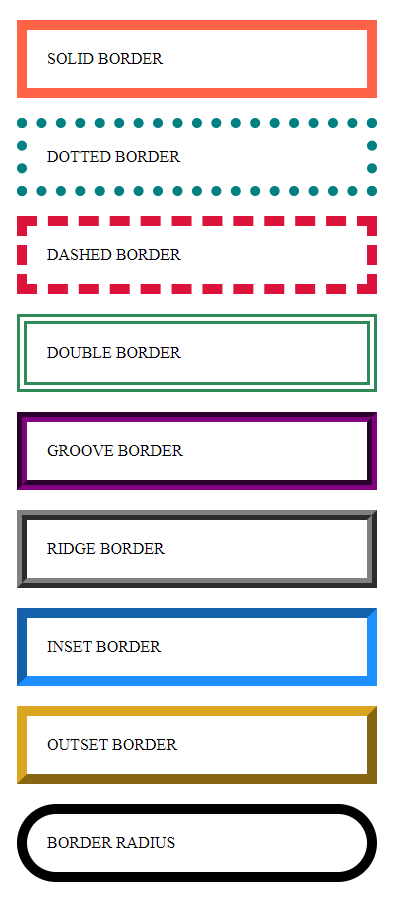 SOLID BORDER
DOTTED BORDER
DASHED BORDER
DOUBLE BORDER
GROOVE BORDER
RIDGE BORDER
INSET BORDER
OUTSET BORDER
BORDER RADIUS